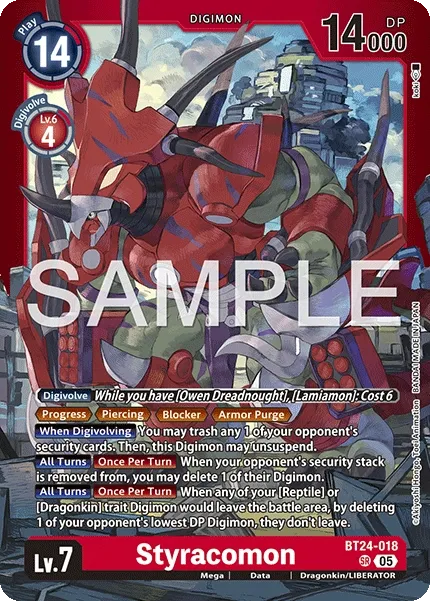 Play
14
DIGIMON
14000
DP
Digivolve
Lv.6
4
SAMPLE
Digivolve While you have [Owen Dreadnought], [Lamiamon]: Cost 6
Progress Piercing Blocker Armor Purge
When Digivolving You may trash any 1 of your opponent's
security cards. Then, this Digimon may unsuspend.
All Turns Once Per Turn When your opponent's security stack
is removed from, you may delete 1 of their Digimon.
All Turns Once Per Turn When any of your [Reptile] or
[Dragonkin] trait Digimon would leave the battle area, by deleting
1 of your opponent's lowest DP Digimon, they don't leave.
©Akiyoshi Hongo, Toei Animation BANDAI MADE IN JAPAN
Lv.7
Styracomon
BT24-018
SR 05
Mega Data Dragonkin/LIBERATOR